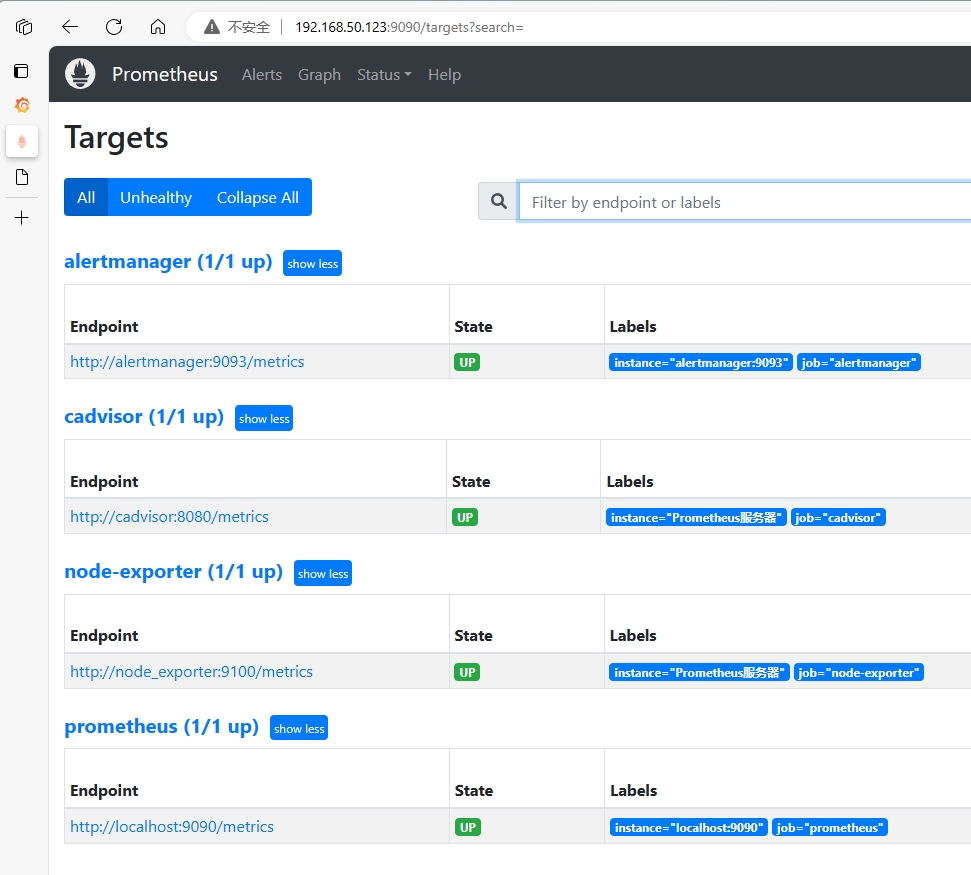 不安全 192.168.50.123:9090/targets?search=
Prometheus Alerts Graph Status Help
Targets
All Unhealthy Collapse All Filter by endpoint or labels
alertmanager (1/1 up) show less
Endpoint State Labels
http://alertmanager:9093/metrics UP instance="alertmanager:9093" job="alertmanager"
cadvisor (1/1 up) show less
Endpoint State Labels
http://cadvisor:8080/metrics UP instance="Prometheus服务器" job="cadvisor"
node-exporter (1/1 up) show less
Endpoint State Labels
http://node_exporter:9100/metrics UP instance="Prometheus服务器" job="node-exporter"
prometheus (1/1 up) show less
Endpoint State Labels
http://localhost:9090/metrics UP instance="localhost:9090" job="prometheus"